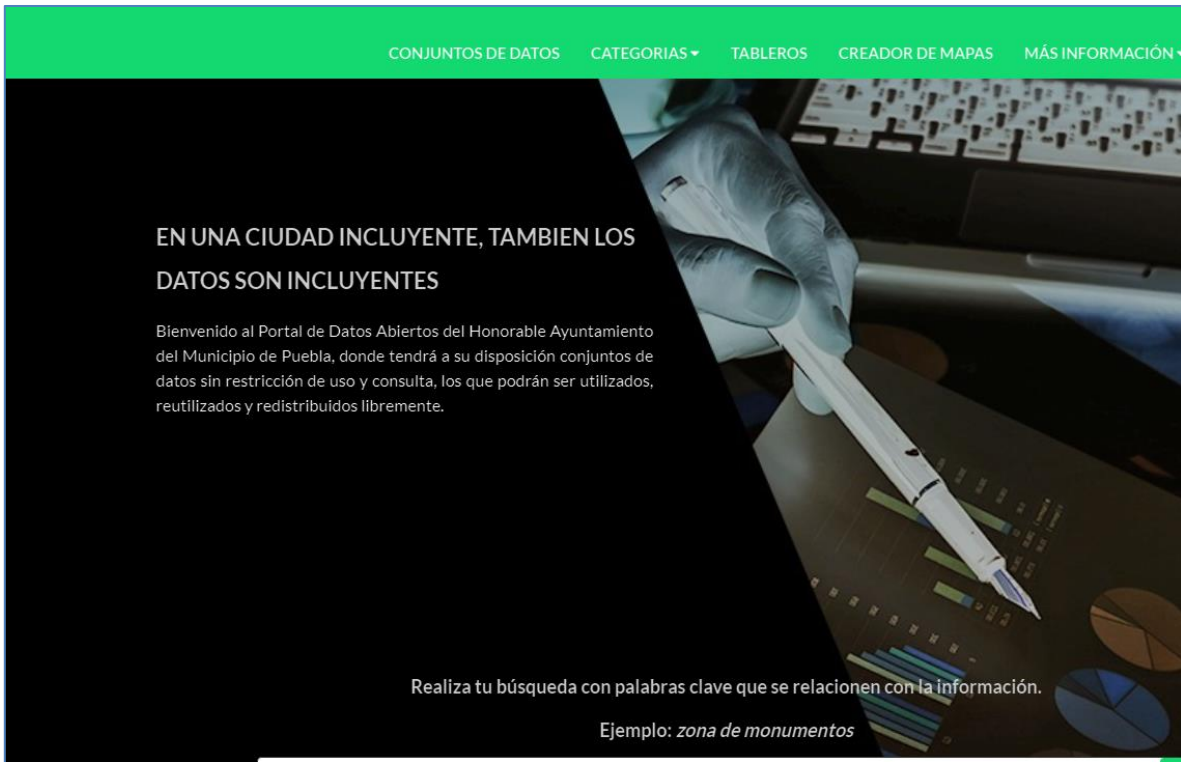 CONJUNTOS DE DATOS CATEGORIAS TABLEROS CREADOR DE MAPAS MÁS INFORMACIÓN
EN UNA CIUDAD INCLUYENTE, TAMBIEN LOS
DATOS SON INCLUYENTES
Bienvenido al Portal de Datos Abiertos del Honorable Ayuntamiento
del Municipio de Puebla, donde tendrá a su disposición conjuntos de
datos sin restricción de uso y consulta, los que podrán ser utilizados,
reutilizados y redistribuidos libremente.
Realiza tu búsqueda con palabras clave que se relacionen con la información.
Ejemplo: zona de monumentos